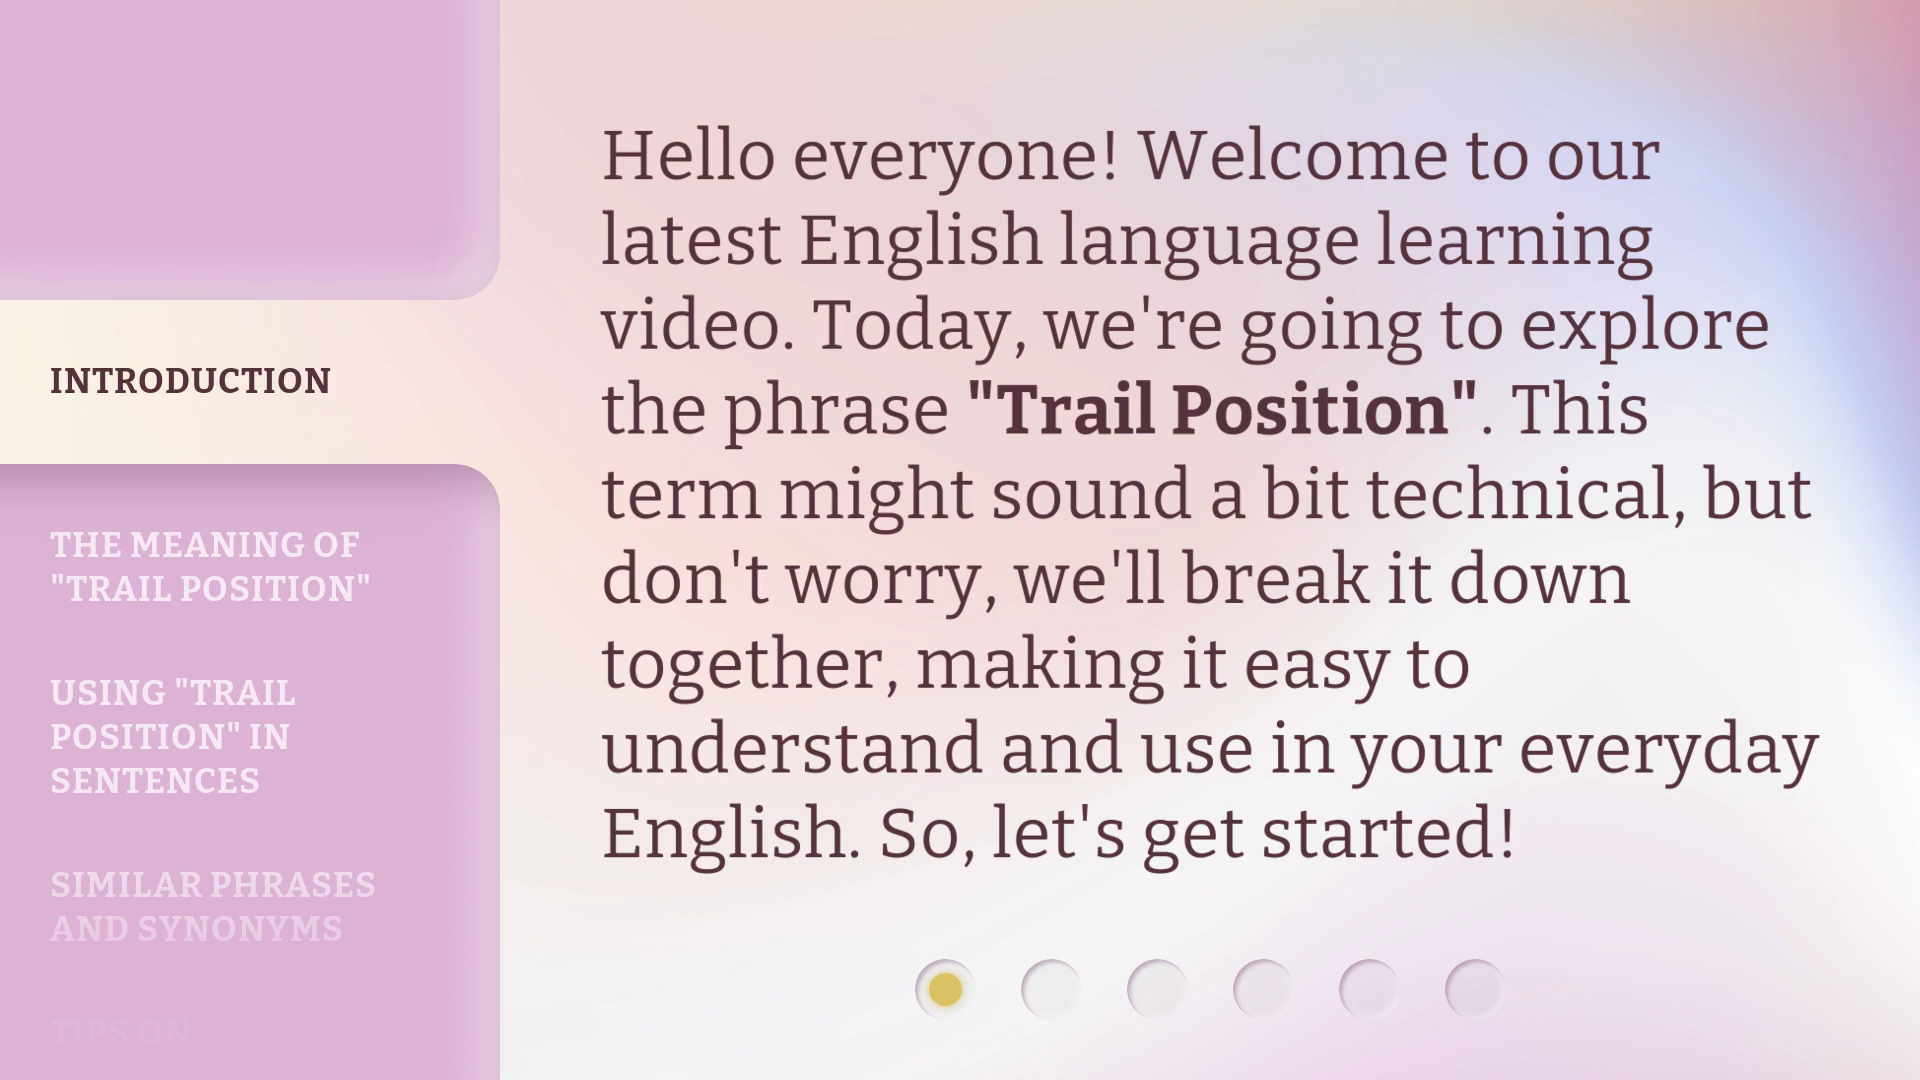 INTRODUCTION
THE MEANING OF
"TRAIL POSITION"
USING "TRAIL
POSITION" IN
SENTENCES
SIMILAR PHRASES
AND SYNONYMS
TIPS ON
Hello everyone! Welcome to our
latest English language learning
video. Today, we're going to explore
the phrase "Trail Position". This
term might sound a bit technical, but
don't worry, we'll break it down
together, making it easy to
understand and use in your everyday
English. So, let's get started!